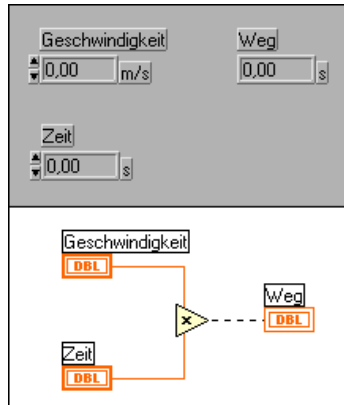 Geschwindigkeit Weg
0,00 m/s 0,00 s
Zeit
0,00 s
Geschwindigkeit
DBL
x
Weg
DBL
Zeit
DBL